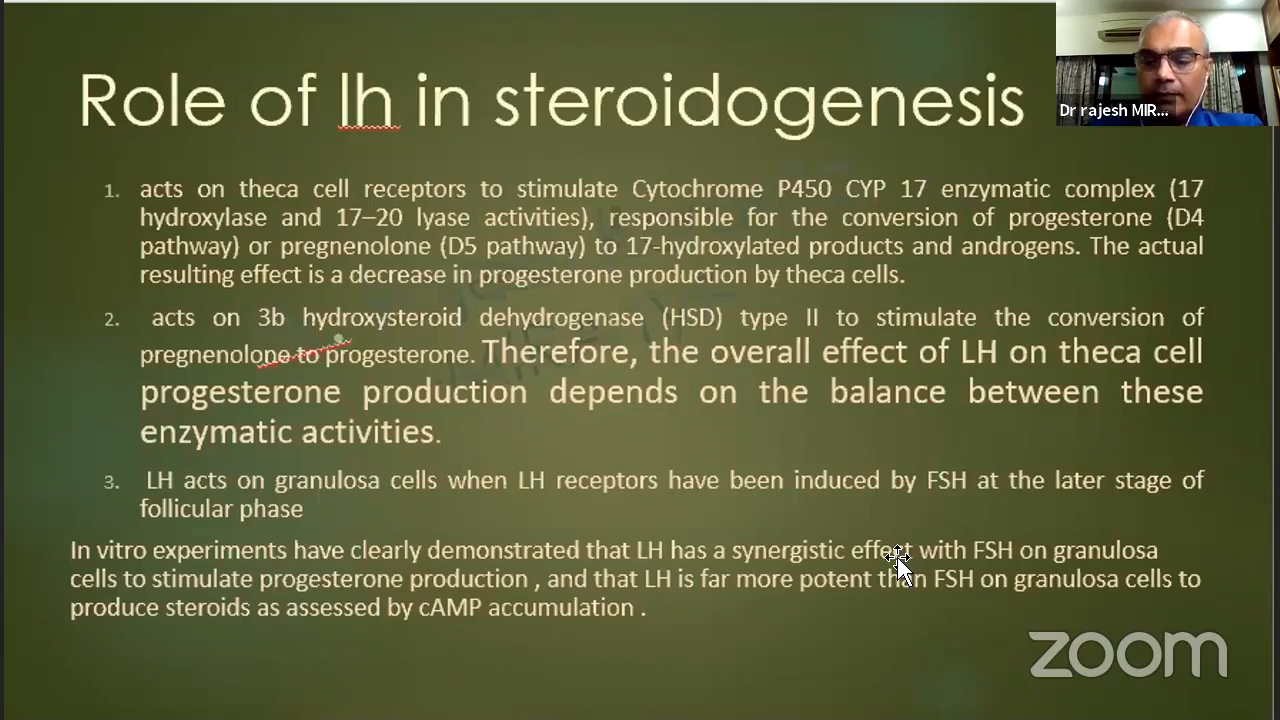 Role of lh in steroidogenesis
Dr rajesh MIR...
1. acts on theca cell receptors to stimulate Cytochrome P450 CYP 17 enzymatic complex (17
hydroxylase and 17–20 lyase activities), responsible for the conversion of progesterone (D4
pathway) or pregnenolone (D5 pathway) to 17-hydroxylated products and androgens. The actual
resulting effect is a decrease in progesterone production by theca cells.
2. acts on 3b hydroxysteroid dehydrogenase (HSD) type II to stimulate the conversion of
pregnenolone to progesterone. Therefore, the overall effect of LH on theca cell
progesterone production depends on the balance between these
enzymatic activities.
3. LH acts on granulosa cells when LH receptors have been induced by FSH at the later stage of
follicular phase
In vitro experiments have clearly demonstrated that LH has a synergistic effect with FSH on granulosa
cells to stimulate progesterone production , and that LH is far more potent than FSH on granulosa cells to
produce steroids as assessed by cAMP accumulation .
zoom